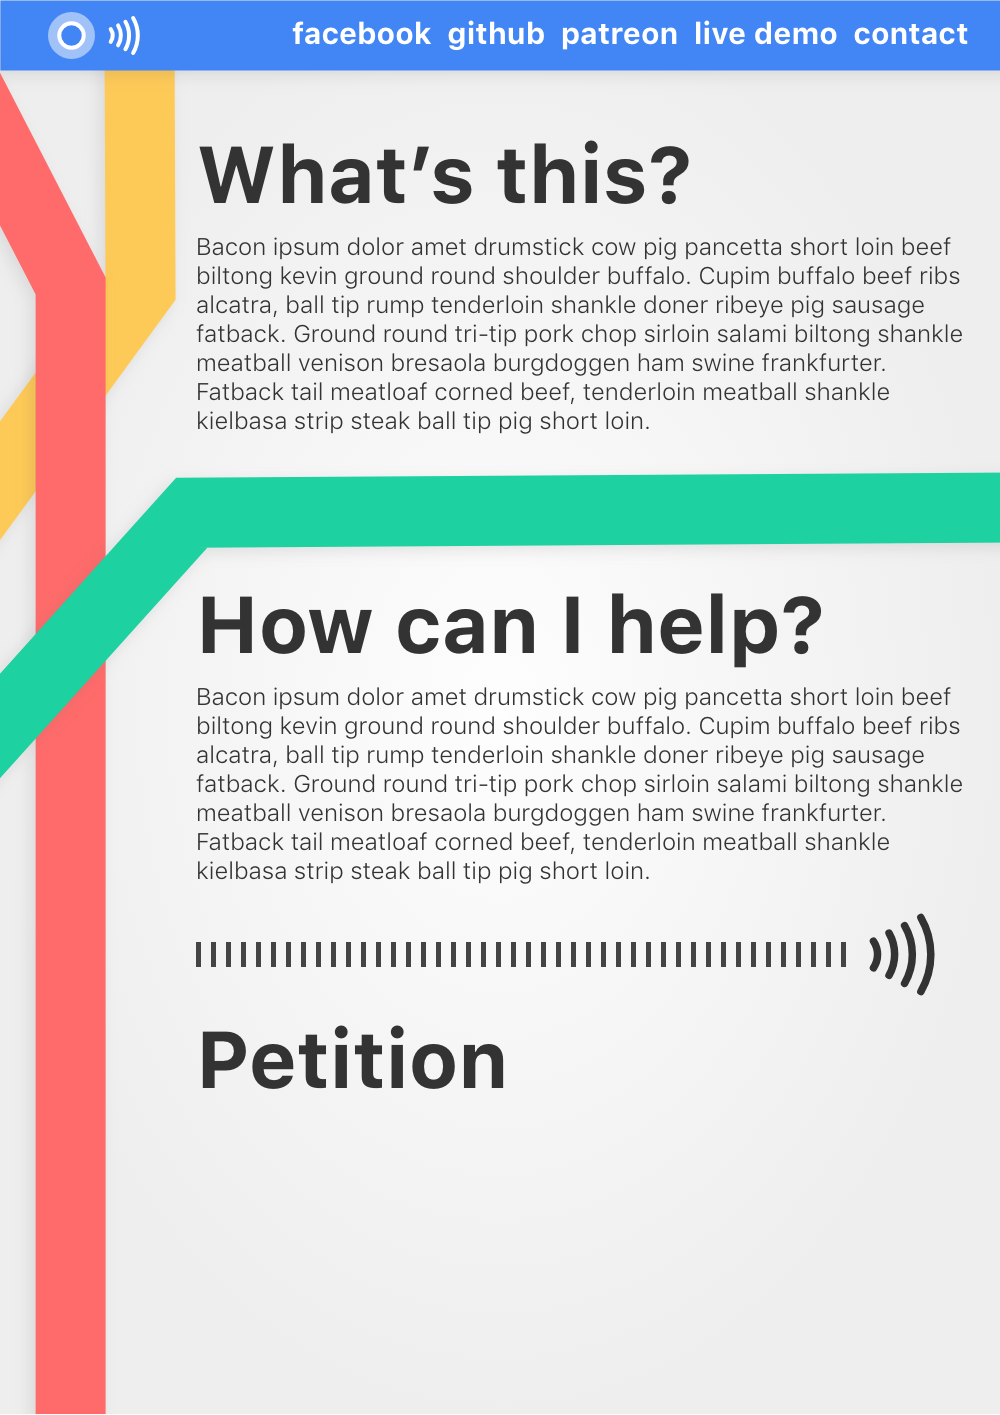 facebook github patreon live demo contact
What's this?
Bacon ipsum dolor amet drumstick cow pig pancetta short loin beef
biltong kevin ground round shoulder buffalo. Cupim buffalo beef ribs
alcatra, ball tip rump tenderloin shankle doner ribeye pig sausage
fatback. Ground round tri-tip pork chop sirloin salami biltong shankle
meatball venison bresaola burgdoggen ham swine frankfurter.
Fatback tail meatloaf corned beef, tenderloin meatball shankle
kielbasa strip steak ball tip pig short loin.
How can I help?
Bacon ipsum dolor amet drumstick cow pig pancetta short loin beef
biltong kevin ground round shoulder buffalo. Cupim buffalo beef ribs
alcatra, ball tip rump tenderloin shankle doner ribeye pig sausage
fatback. Ground round tri-tip pork chop sirloin salami biltong shankle
meatball venison bresaola burgdoggen ham swine frankfurter.
Fatback tail meatloaf corned beef, tenderloin meatball shankle
kielbasa strip steak ball tip pig short loin.
Petition